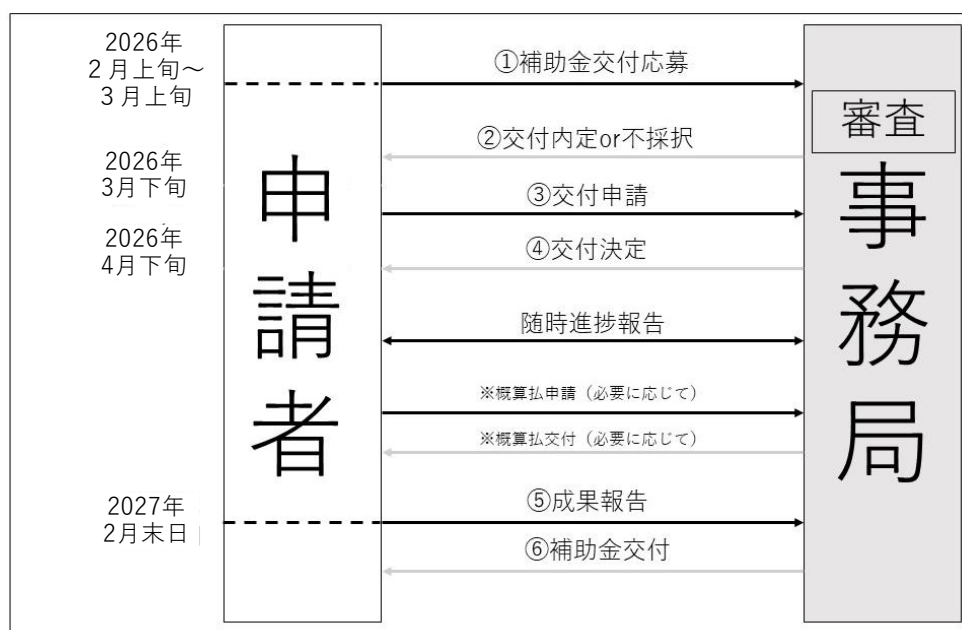 2026年
２月上旬～
３月上旬
①補助金交付応募
審査
②交付内定or不採択
2026年
3月下旬
③交付申請
2026年
4月下旬
④交付決定
申請者
事務局
随時進捗報告
※概算払申請（必要に応じて）
※概算払交付（必要に応じて）
2027年
2月末日
⑤成果報告
⑥補助金交付